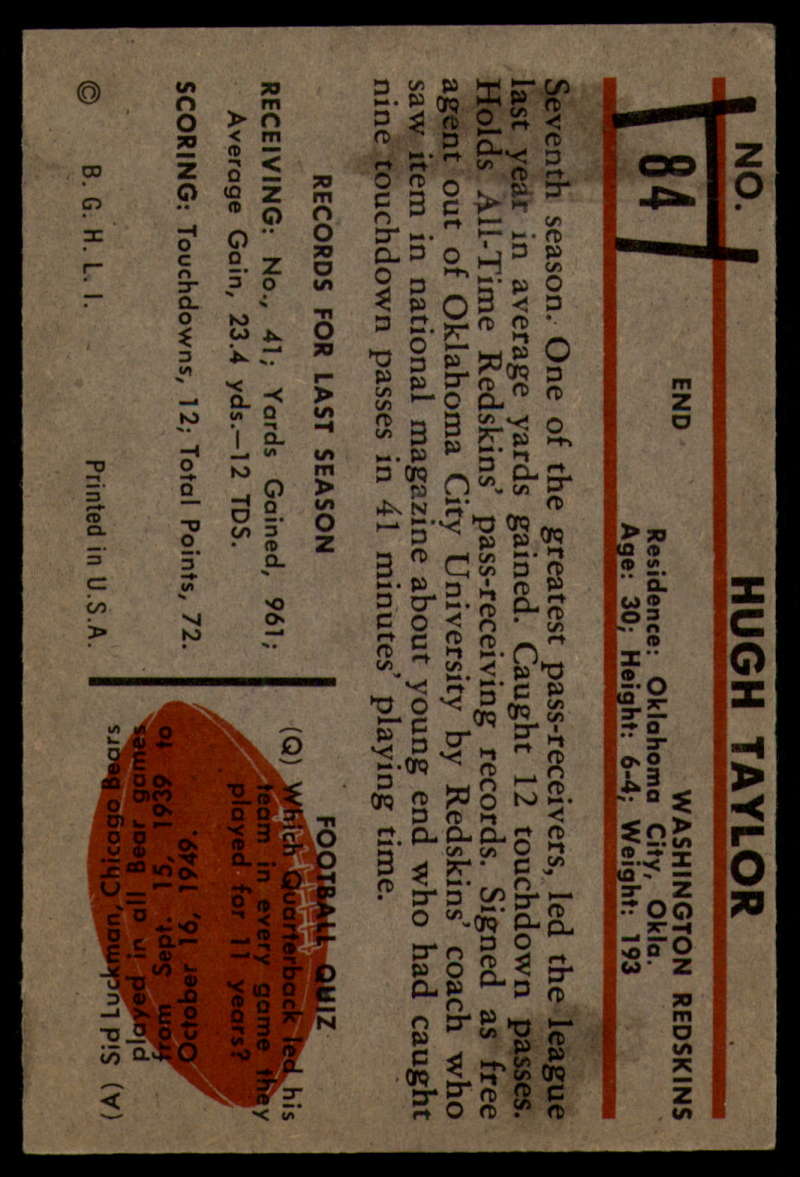 NO. 84
HUGH TAYLOR
END
WASHINGTON REDSKINS
Residence: Oklahoma City, Okla.
Age: 30; Height: 6-4; Weight: 193
Seventh season. One of the greatest pass-receivers, led the league
last year in average yards gained. Caught 12 touchdown passes.
Holds All-Time Redskins' pass-receiving records. Signed as free
agent out of Oklahoma City University by Redskins' coach who
saw item in national magazine about young end who had caught
nine touchdown passes in 41 minutes' playing time.
RECORDS FOR LAST SEASON
RECEIVING: No., 41; Yards Gained, 961;
Average Gain, 23.4 yds.—12 TDS.
SCORING: Touchdowns, 12; Total Points, 72.
© B. G. H. L. I. Printed in U.S.A.
FOOTBALL QUIZ
(Q) Which Quarterback led his
team in every game they
played for 11 years?
(A) Sid Luckman, Chicago Bears
played in all Bear games
from Sept. 15, 1939 to
October 16, 1949.